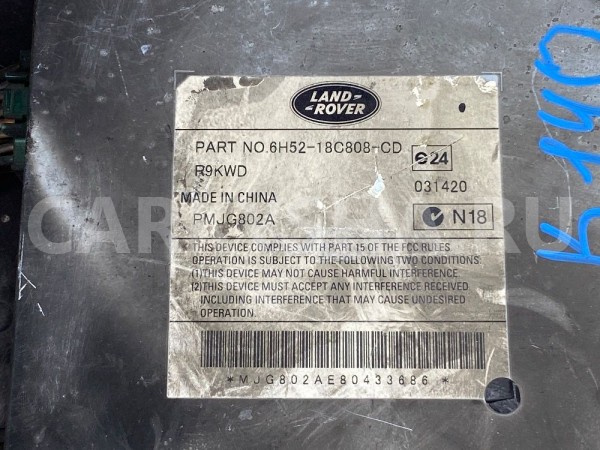 LAND-
-ROVER
PART NO.6H52-18C808-CD
e24
R9KWD
031420
MADE IN CHINA
PMJG802A
N18
THIS DEVICE COMPLIES WITH PART 15 OF THE FCC RULES
OPERATION IS SUBJECT TO THE FOLLOWING TWO CONDITIONS.
(1)THIS DEVICE MAY NOT CAUSE HARMFUL INTERFERENCE
(2)THIS DEVICE MUST ACCEPT ANY INTERFERENCE RECEIVED
INCLUDING INTERFERENCE THAT MAY CAUSE UNDESIRED
OPERATION.
*MJG802AE80433686*